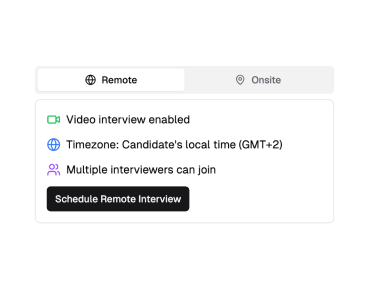 Remote
Onsite
Video interview enabled
Timezone: Candidate's local time (GMT+2)
Multiple interviewers can join
Schedule Remote Interview